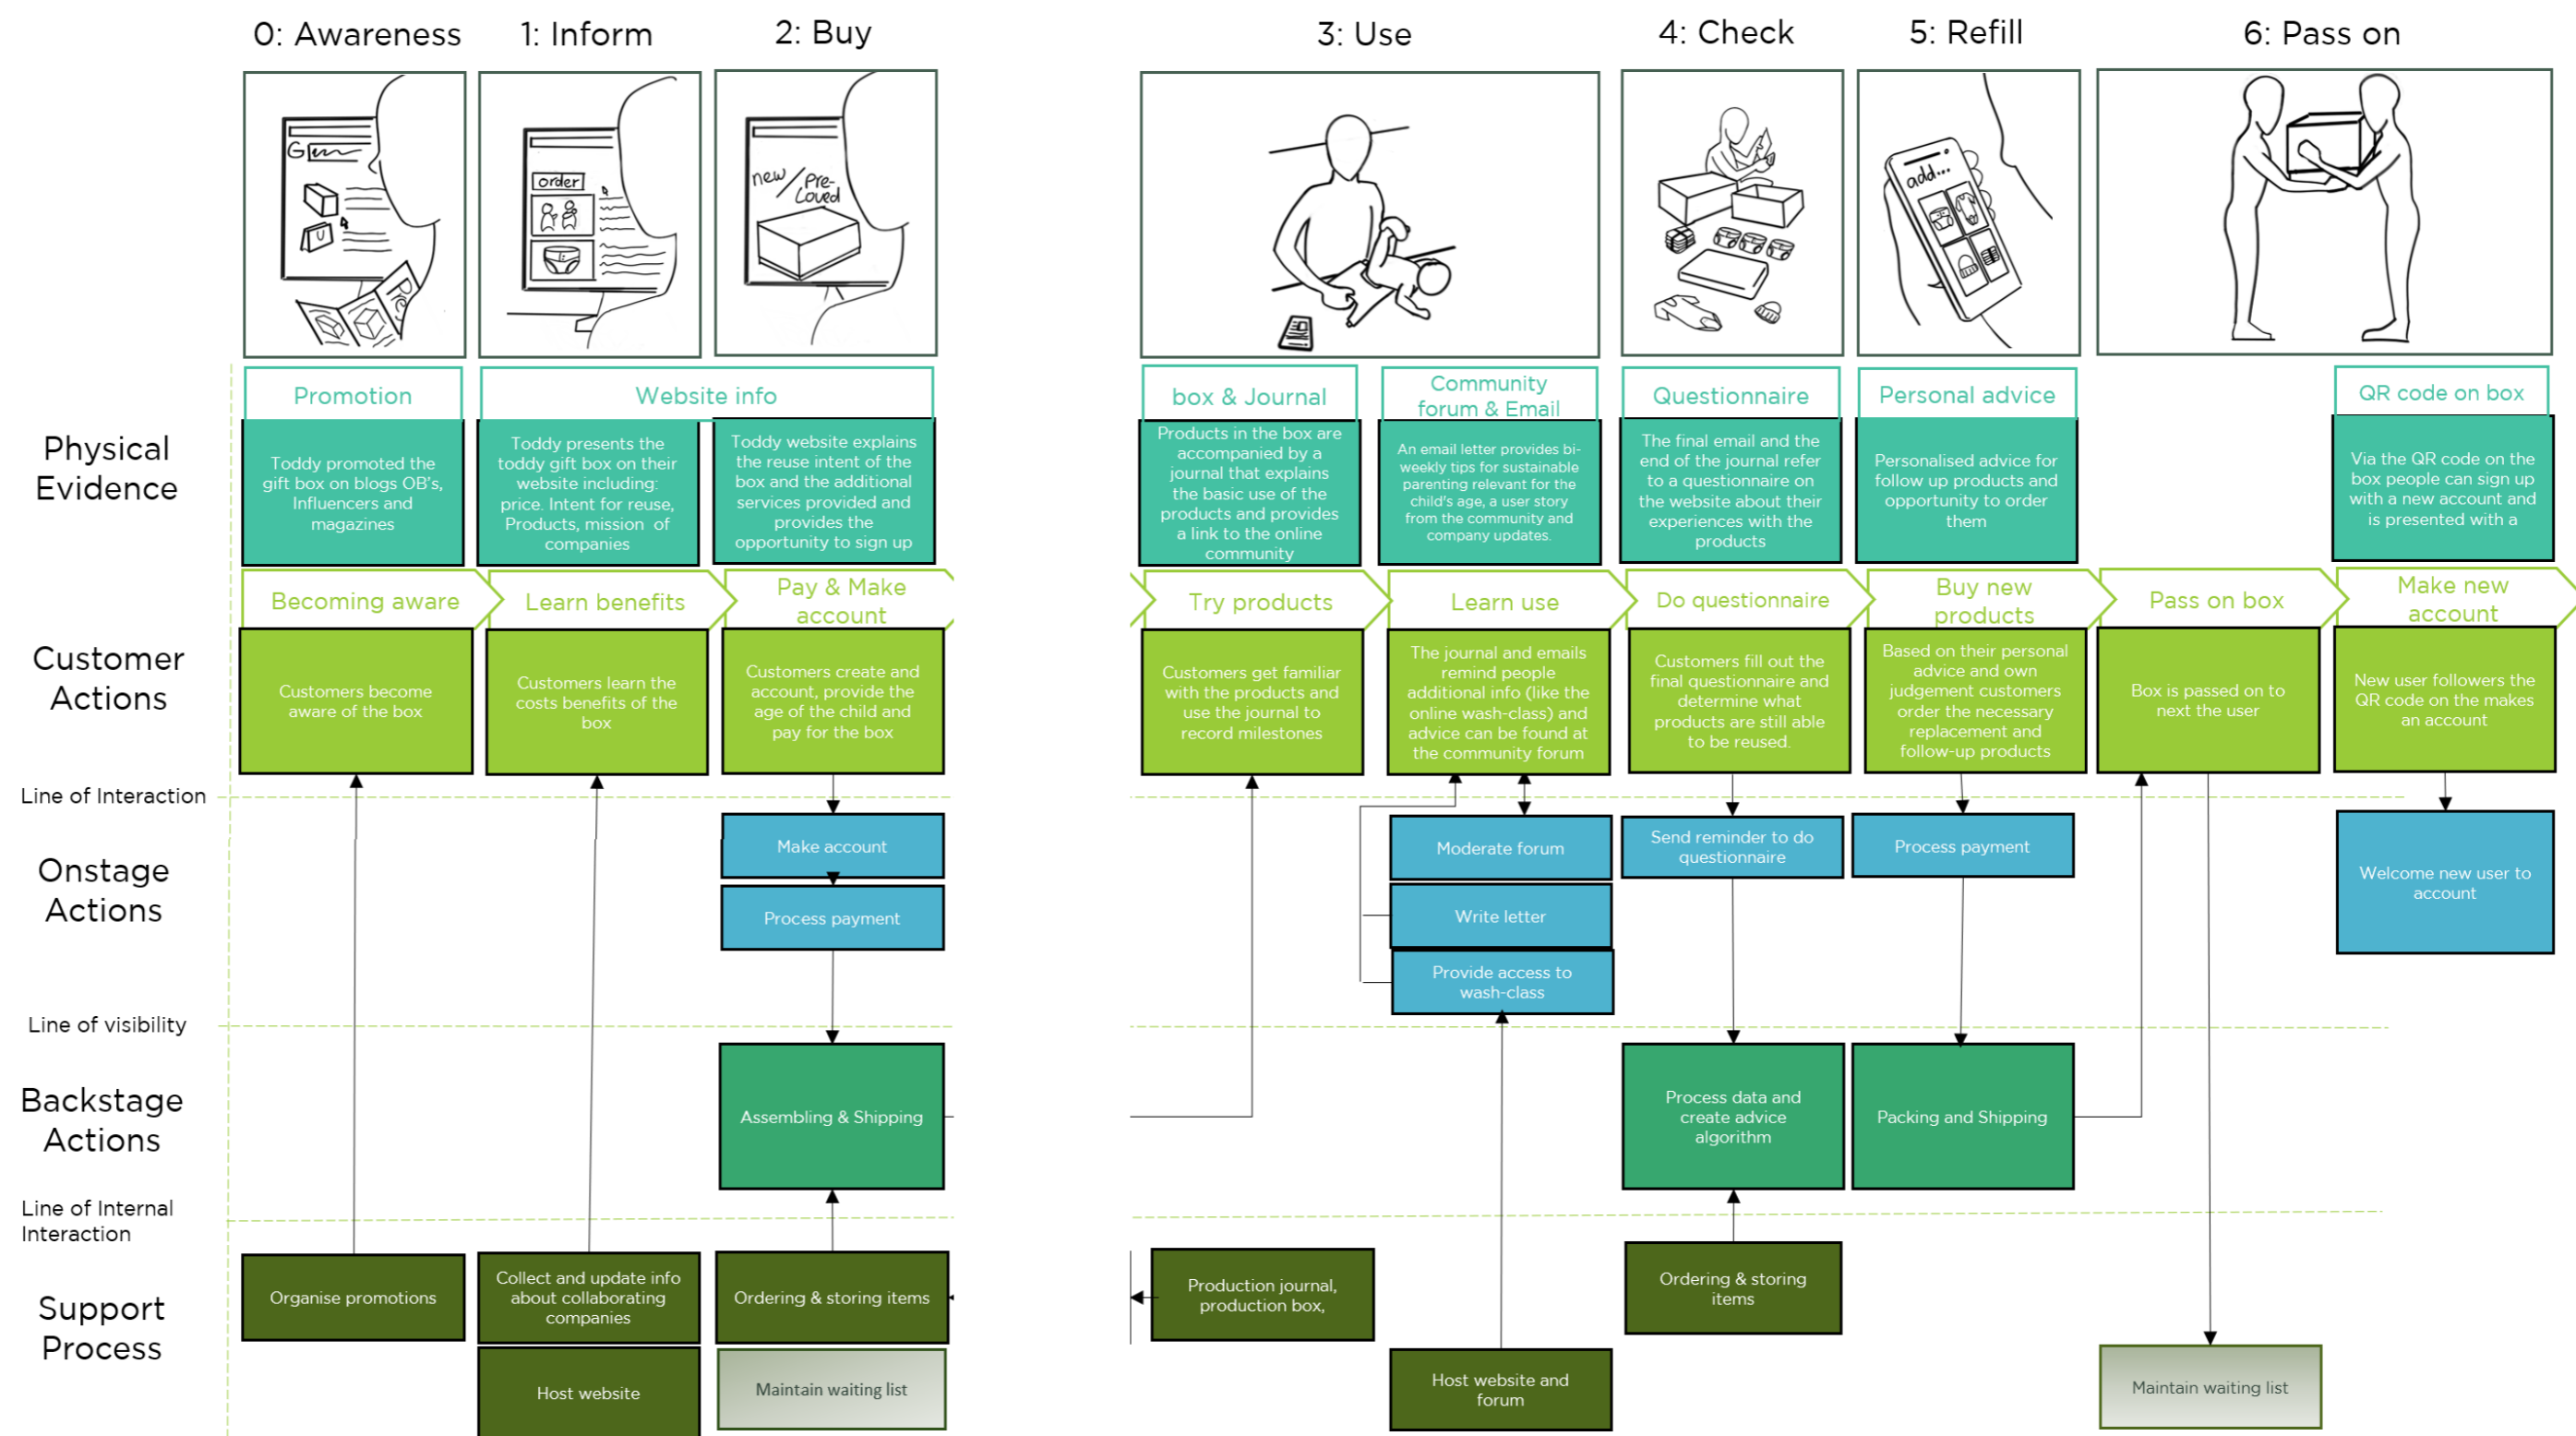 0: Awareness
1: Inform
2: Buy
3: Use
4: Check
5: Refill
6: Pass on
G
order
new/Pre-
Loved
add...
Physical
Evidence
Promotion
Toddy promoted the
gift box on blogs OB's,
Influencers and
magazines
Website info
Toddy presents the
toddy gift box on their
website including:
price. Intent for reuse,
Products, mission of
companies
Toddy website explains
the reuse intent of the
box and the additional
services provided and
provides the
opportunity to sign up
box & Journal
Products in the box are
accompanied by a
journal that explains
the basic use of the
products and provides
a link to the online
community
Community
forum & Email
An email letter provides bi-
weekly tips for sustainable
parenting relevant for the
child's age, a user story
from the community and
company updates.
Questionnaire
The final email and the
end of the journal refer
to a questionnaire on
the website about their
experiences with the
products
Personal advice
Personalised advice for
follow up products and
opportunity to order
them
QR code on box
Via the QR code on the
box people can sign up
with a new account and
is presented with a
Customer
Actions
Becoming aware
Customers become
aware of the box
Learn benefits
Customers learn the
costs benefits of the
box
Pay & Make
account
Customers create and
account, provide the
age of the child and
pay for the box
Try products
Customers get familiar
with the products and
use the journal to
record milestones
Learn use
The journal and emails
remind people
additional info (like the
online wash-class) and
advice can be found at
the community forum
Do questionnaire
Customers fill out the
final questionnaire and
determine what
products are still able
to be reused.
Buy new
products
Based on their personal
advice and own
judgement customers
order the necessary
replacement and
follow-up products
Pass on box
Box is passed on to
next the user
Make new
account
New user followers the
QR code on the makes
an account
Line of Interaction
Onstage
Actions
Make account
Process payment
Moderate forum
Write letter
Provide access to
wash-class
Send reminder to do
questionnaire
Process payment
Welcome new user to
account
Line of visibility
Backstage
Actions
Assembling & Shipping
Process data and
create advice
algorithm
Packing and Shipping
Line of Internal
Interaction
Support
Process
Organise promotions
Collect and update info
about collaborating
companies
Host website
Ordering & storing items
Maintain waiting list
Production journal,
production box,
Host website and
forum
Ordering & storing
items
Maintain waiting list